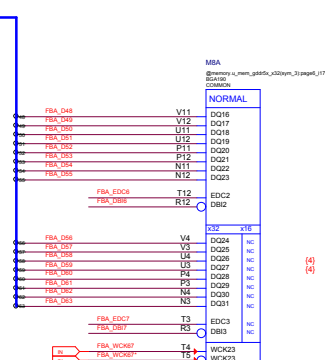 M8A
@memory.u_mem_gddr5x_x32(sym_3):page6_i17
BGA190
COMMON
NORMAL
FBA_D48 V11 DQ16
FBA_D49 V12 DQ17
FBA_D50 U11 DQ18
FBA_D51 U12 DQ19
FBA_D52 P11 DQ20
FBA_D53 P12 DQ21
FBA_D54 N11 DQ22
FBA_D55 N12 DQ23
FBA_EDC6 T12 EDC2
FBA_DBI6 R12 DBI2
x32 x16
FBA_D56 V4 DQ24 NC
FBA_D57 V3 DQ25 NC
FBA_D58 U4 DQ26 NC {4}
FBA_D59 U3 DQ27 NC {4}
FBA_D60 P4 DQ28 NC
FBA_D61 P3 DQ29 NC
FBA_D62 N4 DQ30 NC
FBA_D63 N3 DQ31 NC
FBA_EDC7 T3 EDC3 NC
FBA_DBI7 R3 DBI3 NC
IN FBA_WCK67 T4 WCK23
FBA_WCK67* T5 WCK23